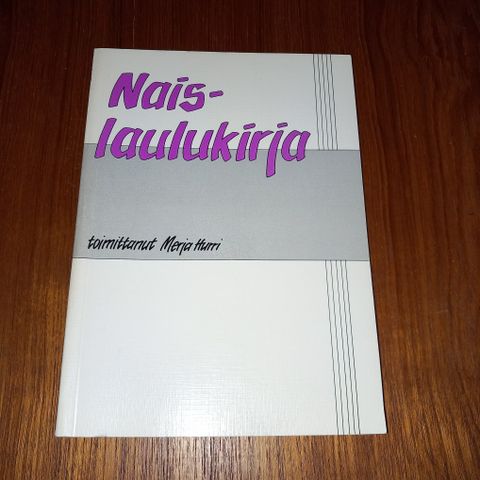 Nais-
laulukirja
toimittanut Merja Hurri